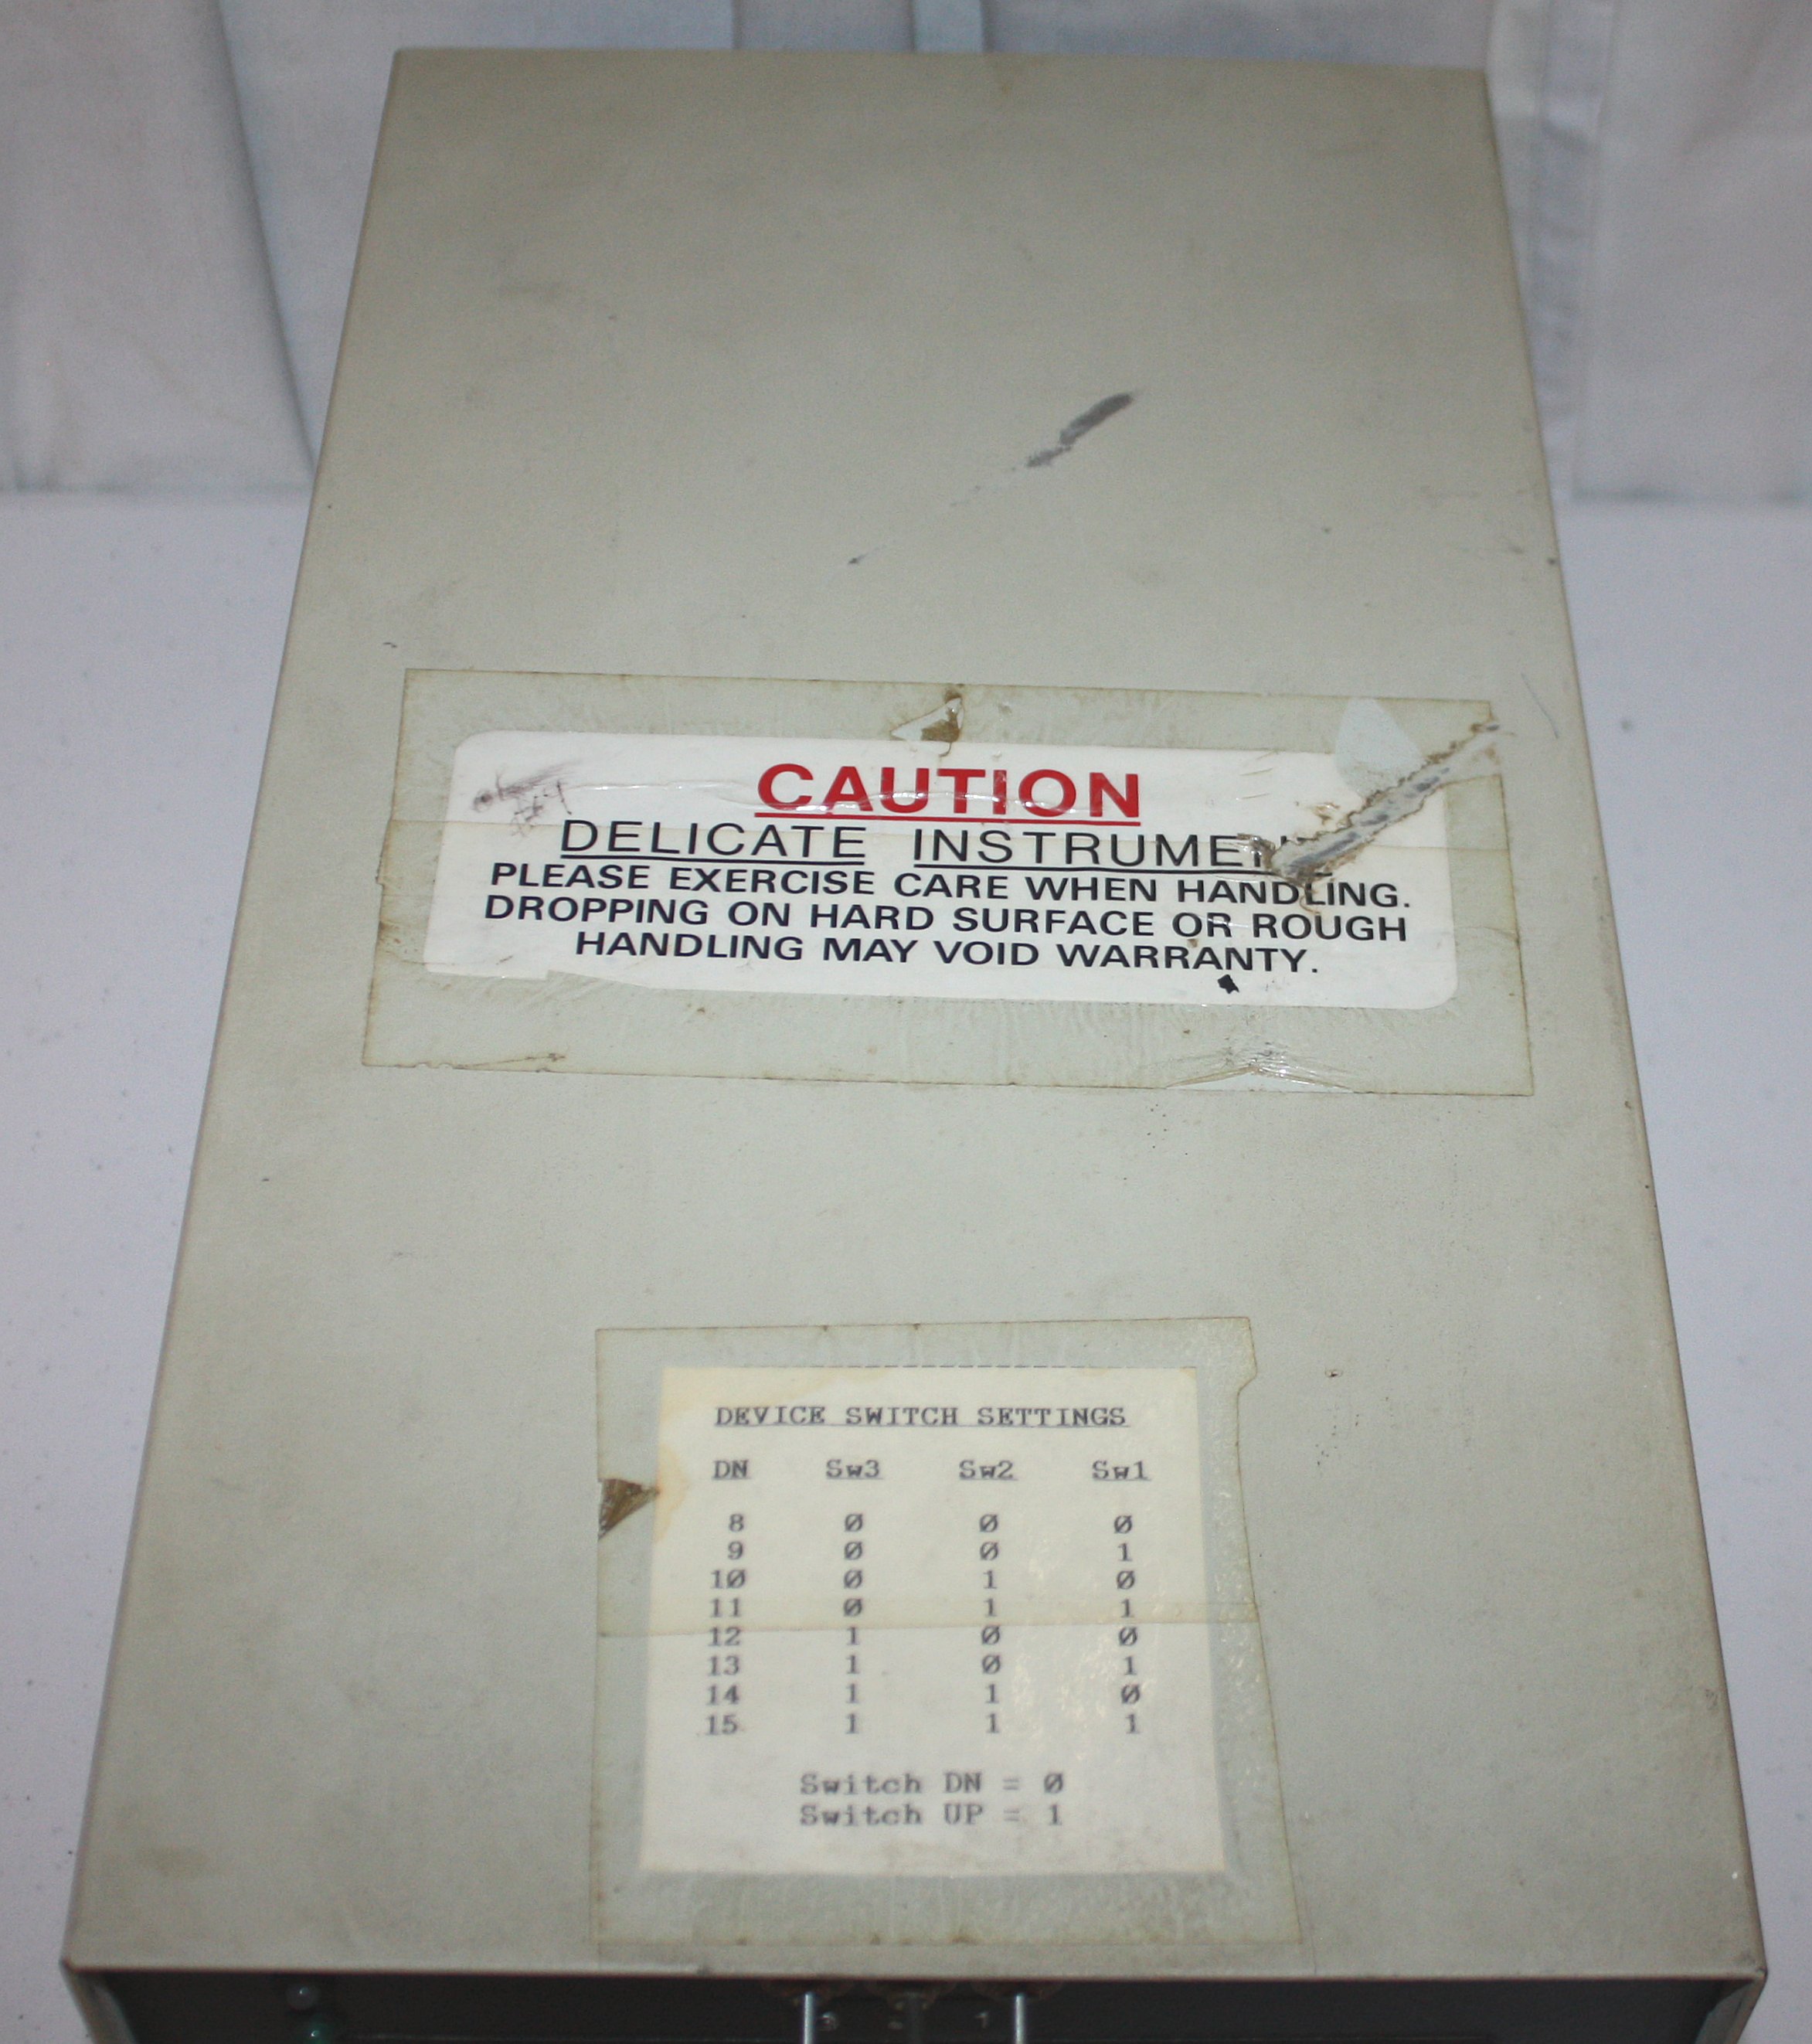 CAUTION
DELICATE INSTRUMENT
PLEASE EXERCISE CARE WHEN HANDLING.
DROPPING ON HARD SURFACE OR ROUGH
HANDLING MAY VOID WARRANTY.
DEVICE SWITCH SETTINGS
DN Sw3 Sw2 Sw1
8 Ø Ø Ø
9 Ø Ø 1
1Ø Ø 1 Ø
11 Ø 1 1
12 1 Ø Ø
13 1 Ø 1
14 1 1 Ø
15 1 1 1
Switch DN = Ø
Switch UP = 1